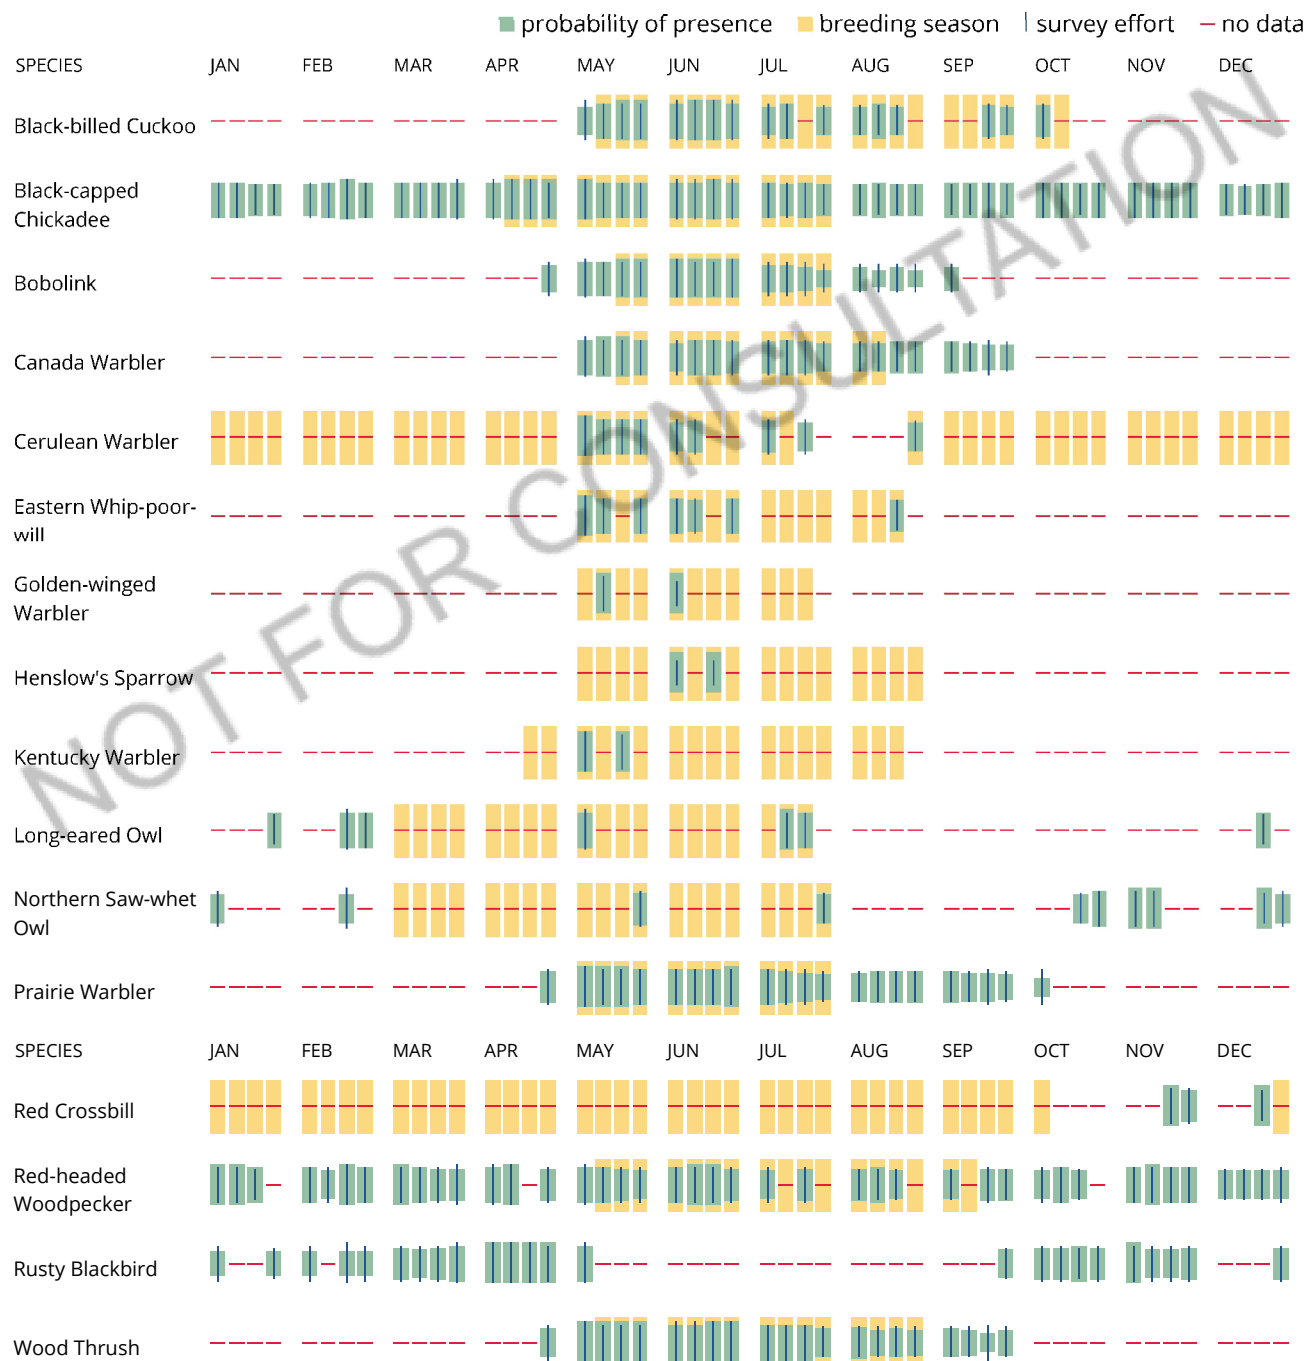 probability of presence breeding season survey effort no data
SPECIES JAN FEB MAR APR MAY JUN JUL AUG SEP OCT NOV DEC
Black-billed Cuckoo
Black-capped
Chickadee
Bobolink
Canada Warbler
Cerulean Warbler
Eastern Whip-poor-
will
Golden-winged
Warbler
Henslow's Sparrow
Kentucky Warbler
Long-eared Owl
Northern Saw-whet
Owl
Prairie Warbler
SPECIES JAN FEB MAR APR MAY JUN JUL AUG SEP OCT NOV DEC
Red Crossbill
Red-headed
Woodpecker
Rusty Blackbird
Wood Thrush
NOT FOR CONSULTATION